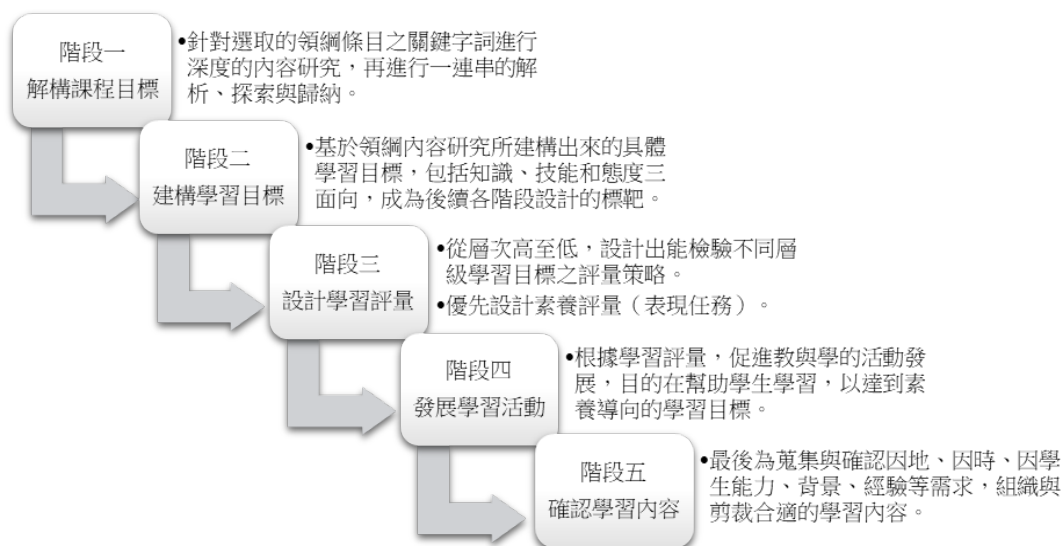 階段一
解構課程目標
•針對選取的領綱條目之關鍵字詞進行
深度的內容研究，再進行一連串的解
析、探索與歸納。
階段二
建構學習目標
•基於領綱內容研究所建構出來的具體
學習目標，包括知識、技能和態度三
面向，成為後續各階段設計的標靶。
階段三
設計學習評量
•從層次高至低，設計出能檢驗不同層
級學習目標之評量策略。
•優先設計素養評量（表現任務）。
階段四
發展學習活動
•根據學習評量，促進教與學的活動發
展，目的在幫助學生學習，以達到素
養導向的學習目標。
階段五
確認學習內容
•最後為蒐集與確認因地、因時、因學
生能力、背景、經驗等需求，組織與
剪裁合適的學習內容。